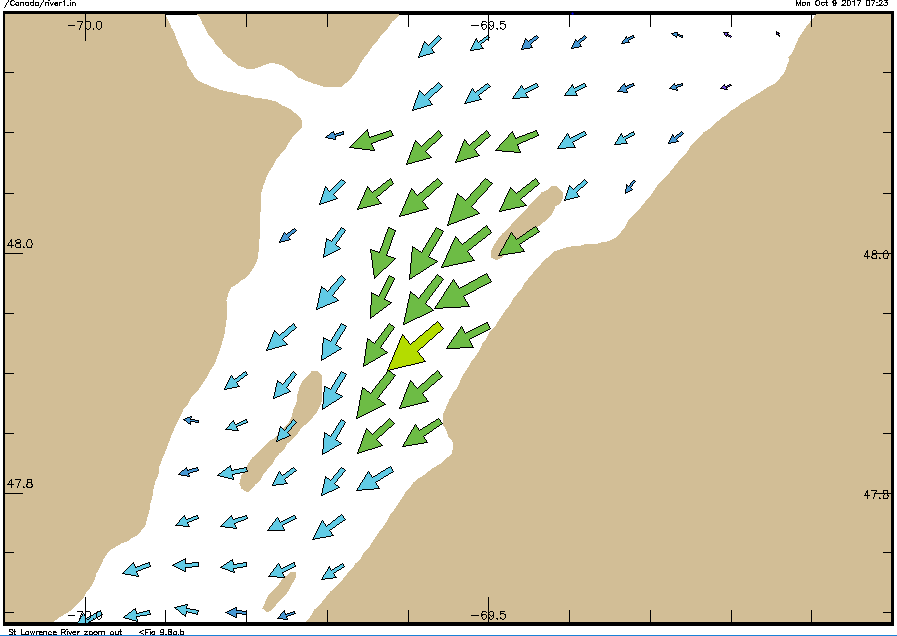 /Canada/river1.in Mon Oct 9 2017 07:23
-70.0 -69.5
48.0 48.0
47.8 47.8
-70.0 -69.5
St Lawrence River zoom out <Fig 9.8a.b